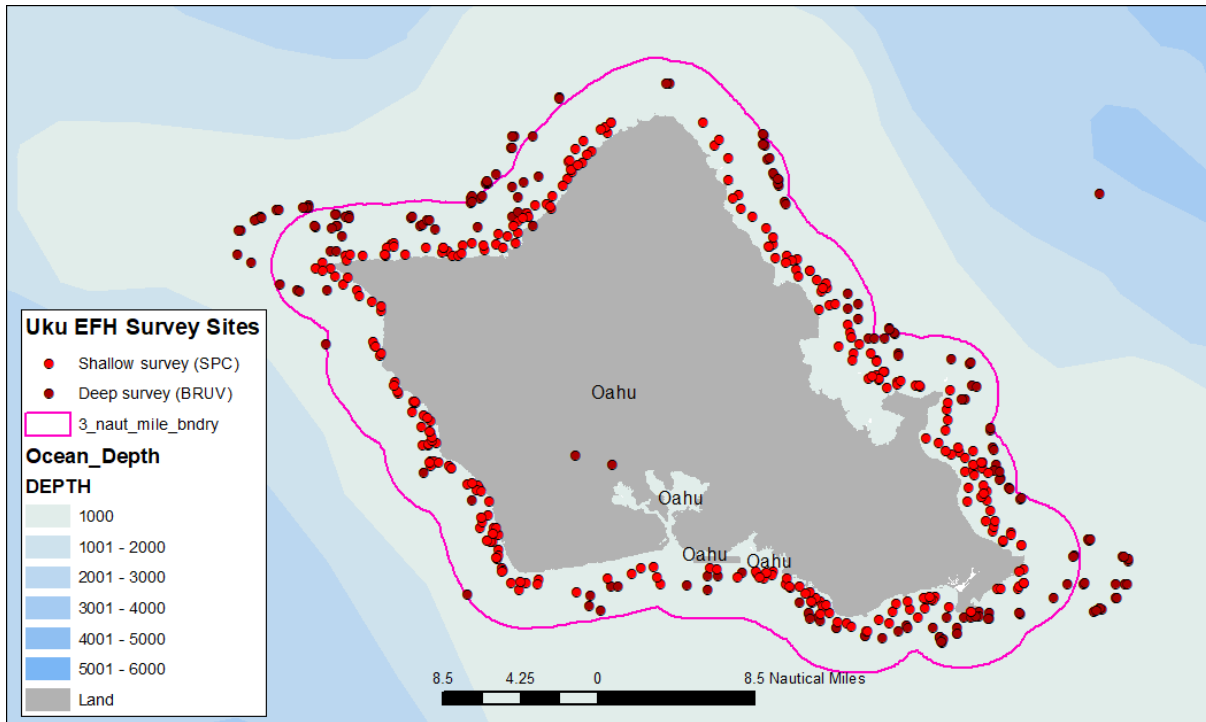 Uku EFH Survey Sites
Shallow survey (SPC)
Deep survey (BRUV)
3_naut_mile_bndry
Ocean_Depth
DEPTH
1000
1001 - 2000
2001 - 3000
3001 - 4000
4001 - 5000
5001 - 6000
Land
Oahu
Oahu
Oahu
Oahu
8.5 4.25 0 8.5 Nautical Miles